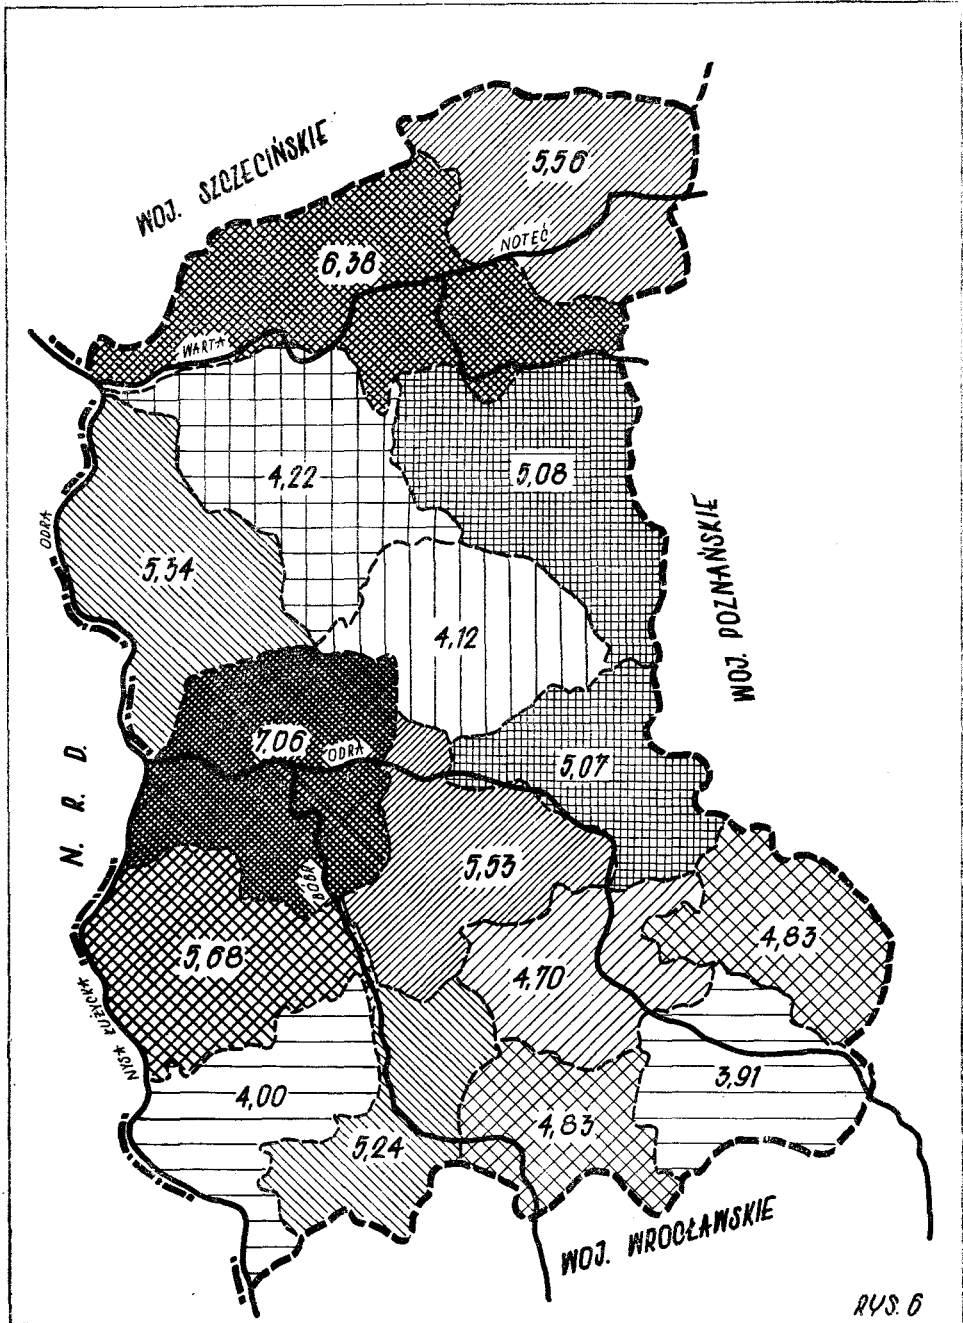 WOJ. SZCZECIŃSKIE
5,56
NOTEĆ
6,38
WARTA
4,22
5,08
ODRA
5,34
WOJ. POZNAŃSKIE
4,12
N. R. D.
7,06
ODRA
5,07
5,53
BÓBR
4,83
5,68
4,70
NYSA ŁUŻYCKA
3,91
4,00
4,83
5,24
WOJ. WROCŁAWSKIE
RYS. 6